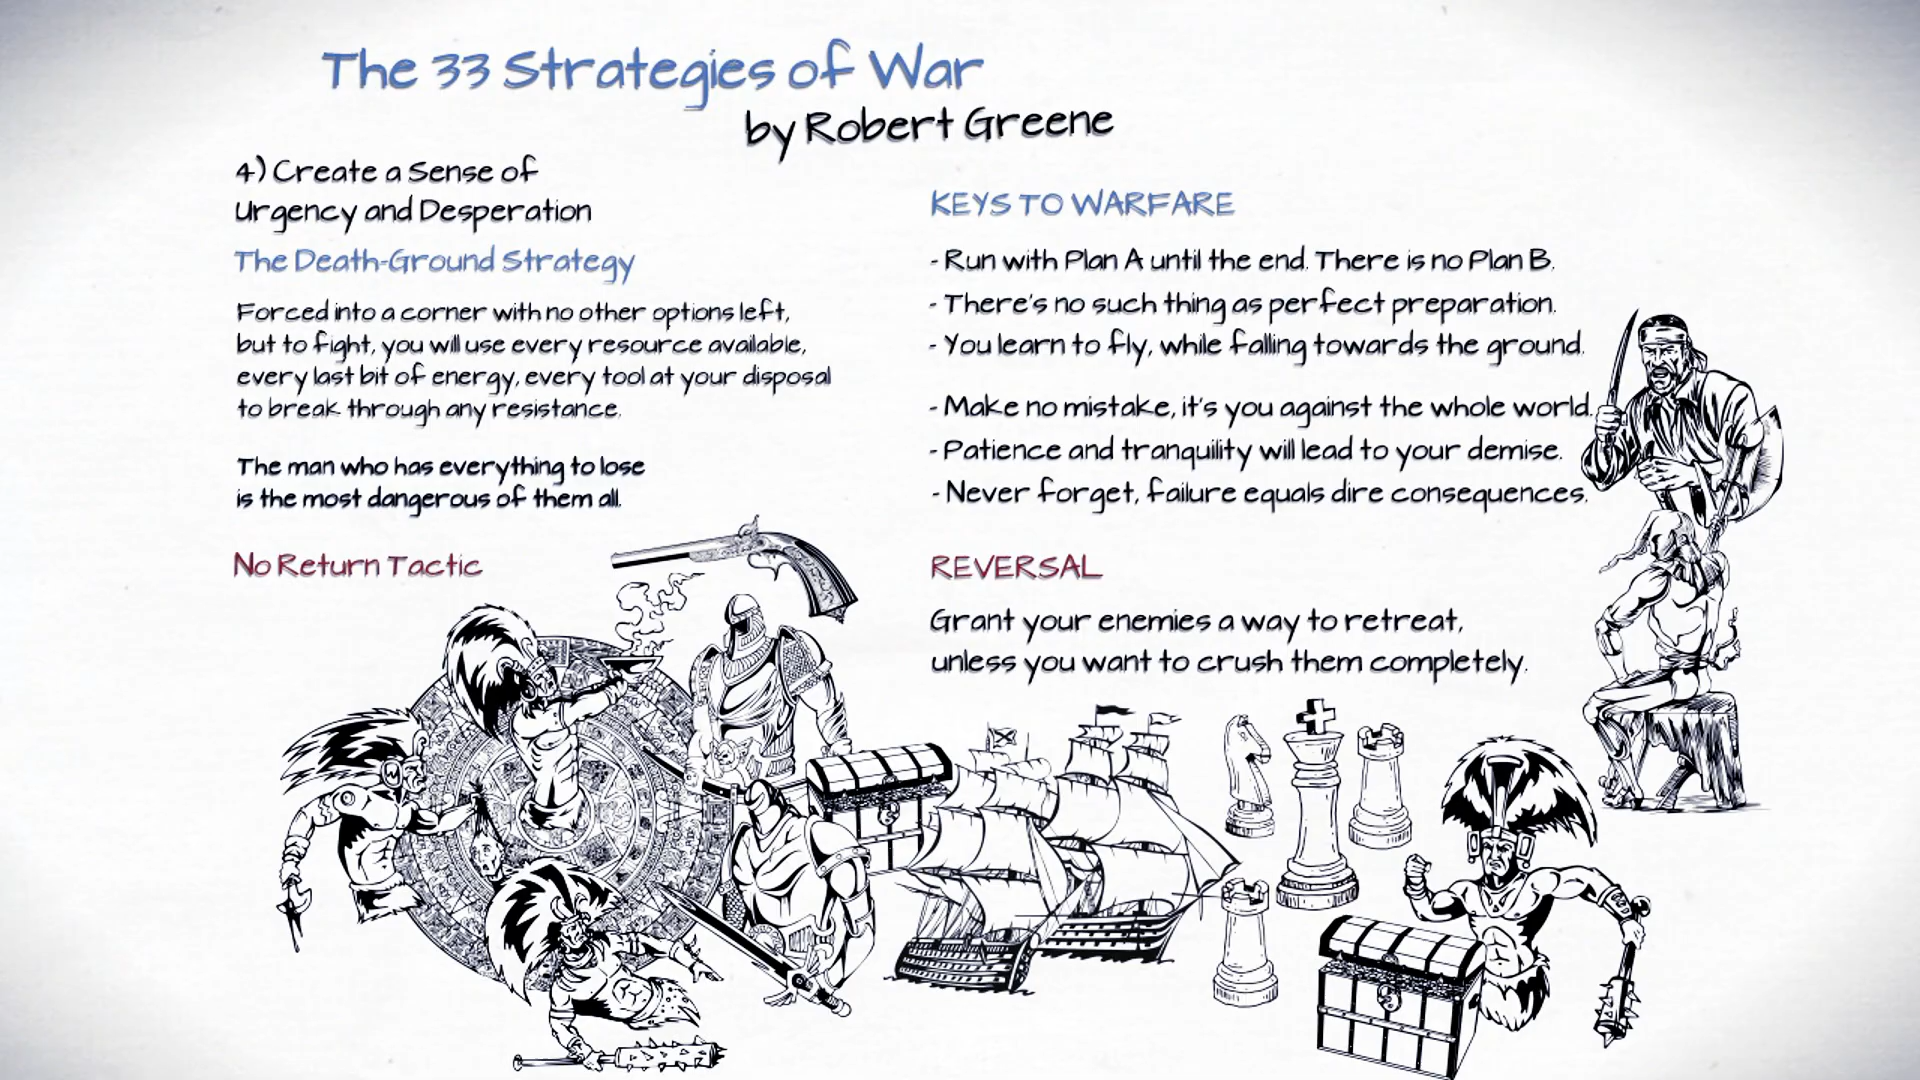 The 33 Strategies of War
by Robert Greene
4) Create a Sense of
Urgency and Desperation
The Death-Ground Strategy
Forced into a corner with no other options left,
but to fight, you will use every resource available,
every last bit of energy, every tool at your disposal
to break through any resistance.
The man who has everything to lose
is the most dangerous of them all.
No Return Tactic
KEYS TO WARFARE
- Run with Plan A until the end. There is no Plan B.
- There's no such thing as perfect preparation.
- You learn to fly, while falling towards the ground.
- Make no mistake, it's you against the whole world.
- Patience and tranquility will lead to your demise.
- Never forget, failure equals dire consequences.
REVERSAL
Grant your enemies a way to retreat,
unless you want to crush them completely.